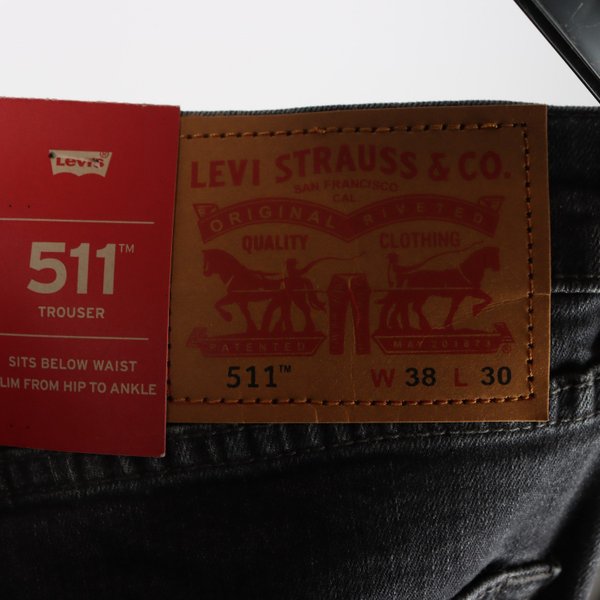 Levi's®
511™
TROUSER
SITS BELOW WAIST
LIM FROM HIP TO ANKLE
LEVI STRAUSS & CO.
SAN FRANCISCO
CAL.
ORIGINAL RIVETED
QUALITY CLOTHING
PATENTED MAY 20 1873
511™ W 38 L 30